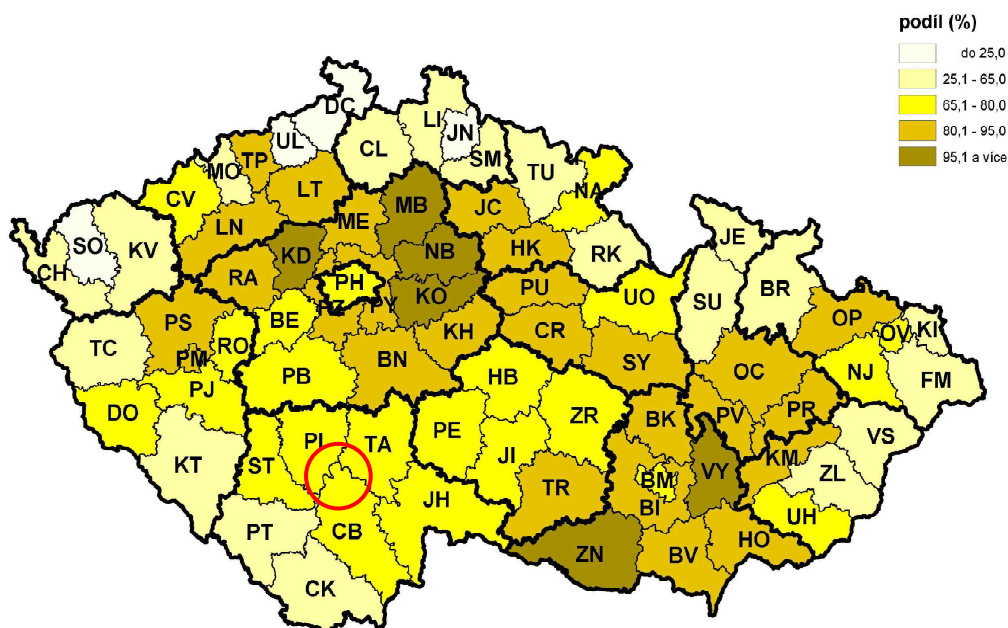 podíl (%)
do 25,0
25,1 - 65,0
65,1 - 80,0
80,1 - 95,0
95,1 a více
DC
LI
UL
JN
TP
CL
SM
MO
TU
CV
LT
NA
MB
JC
ME
LN
SO
KV
HK
JE
CH
KD
NB
RK
RA
PH
BR
KO
PU
UO
SU
PY
PS
BE
OP
KI
RO
CR
KH
OV
TC
PM
BN
SY
NJ
PB
HB
OC
FM
PJ
DO
ZR
BK
PV
PR
PI
TA
PE
VS
ST
JI
KM
KT
ZL
BM
VY
TR
JH
BI
UH
PT
CB
HO
ZN
BV
CK